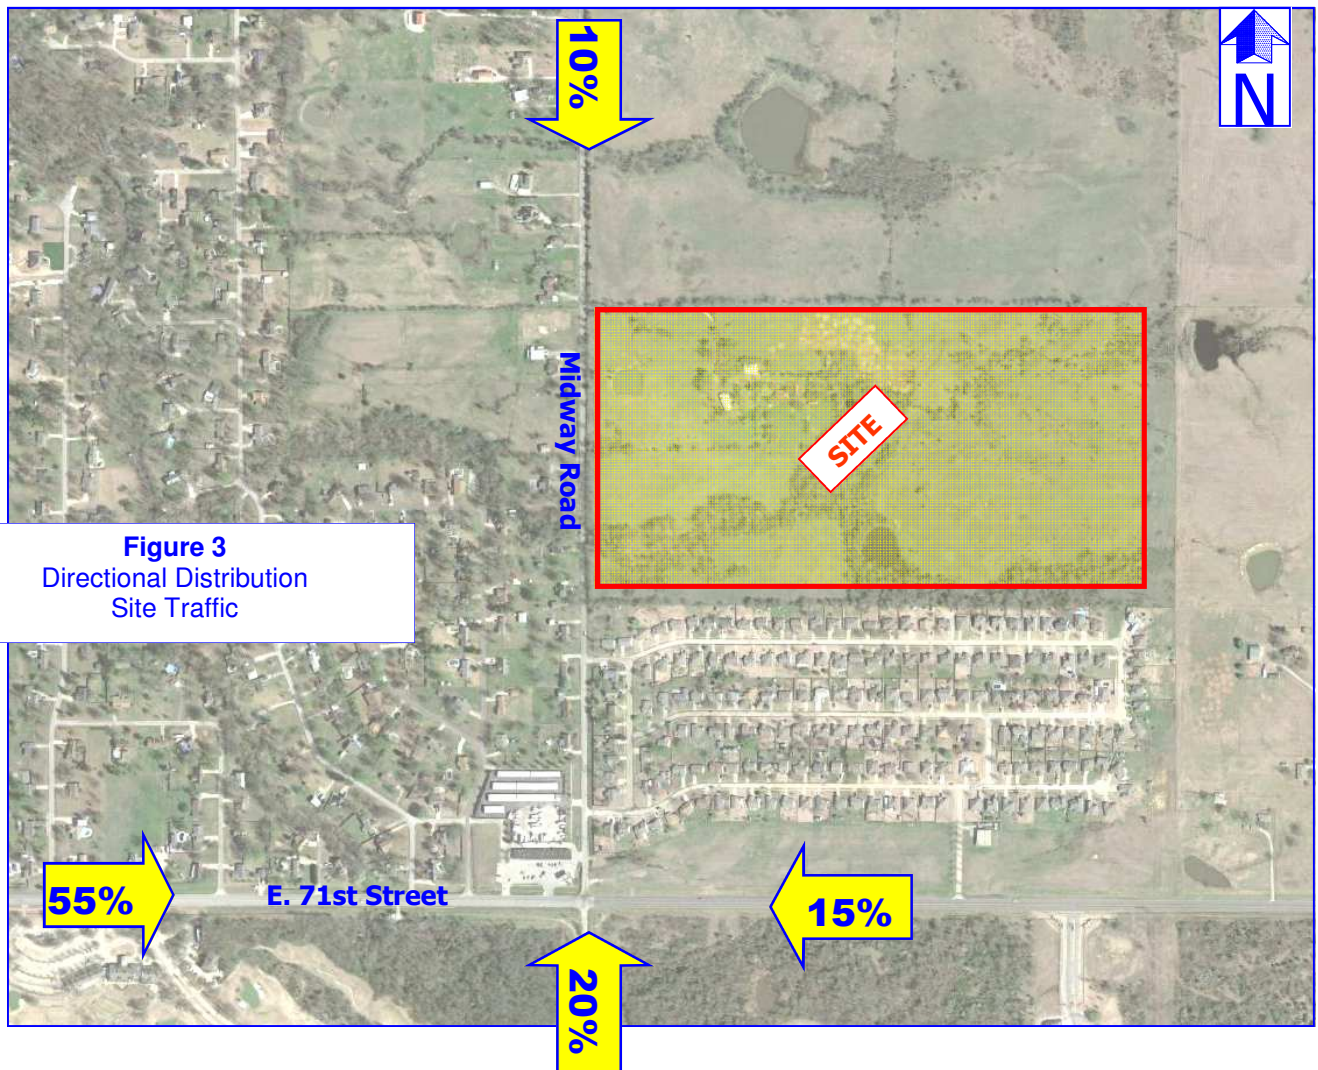 10%
N
Midway Road
SITE
Figure 3
Directional Distribution
Site Traffic
55%
E. 71st Street
15%
20%